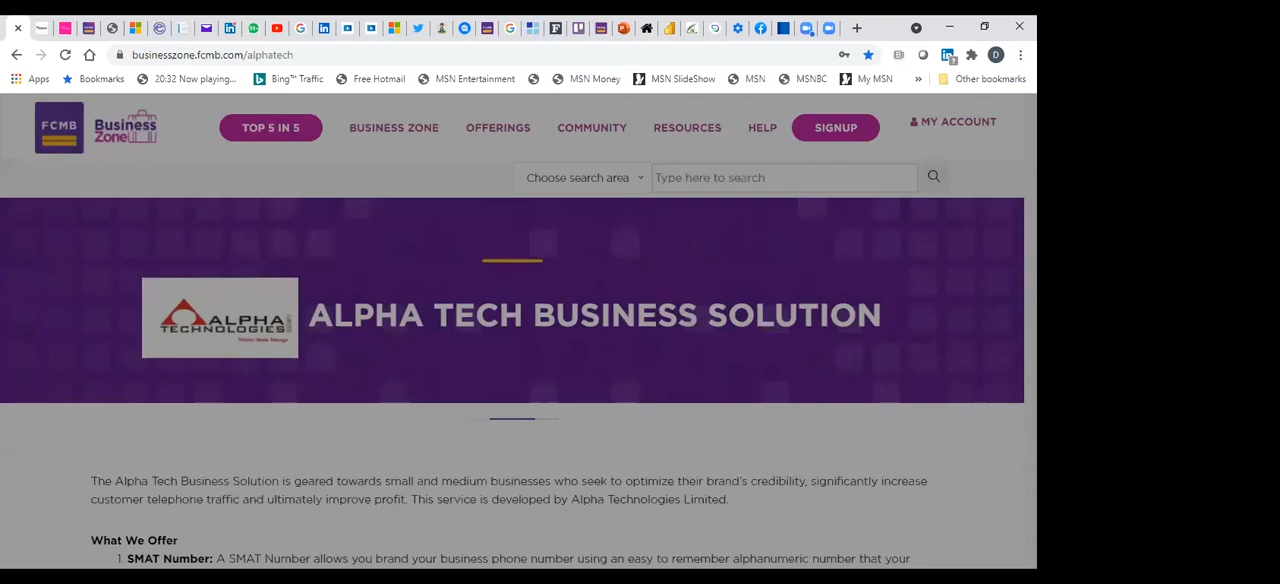 businesszone.fcmb.com/alphatech
D
Apps Bookmarks 20:32 Now playing... Bing™ Traffic Free Hotmail MSN Entertainment MSN Money MSN SlideShow MSN MSNBC My MSN » Other bookmarks
FCMB Business Zone TOP 5 IN 5 BUSINESS ZONE OFFERINGS COMMUNITY RESOURCES HELP SIGNUP MY ACCOUNT
Choose search area Type here to search
ALPHA TECHNOLOGIES ALPHA TECH BUSINESS SOLUTION
The Alpha Tech Business Solution is geared towards small and medium businesses who seek to optimize their brand's credibility, significantly increase
customer telephone traffic and ultimately improve profit. This service is developed by Alpha Technologies Limited.
What We Offer
1. SMAT Number: A SMAT Number allows you brand your business phone number using an easy to remember alphanumeric number that your